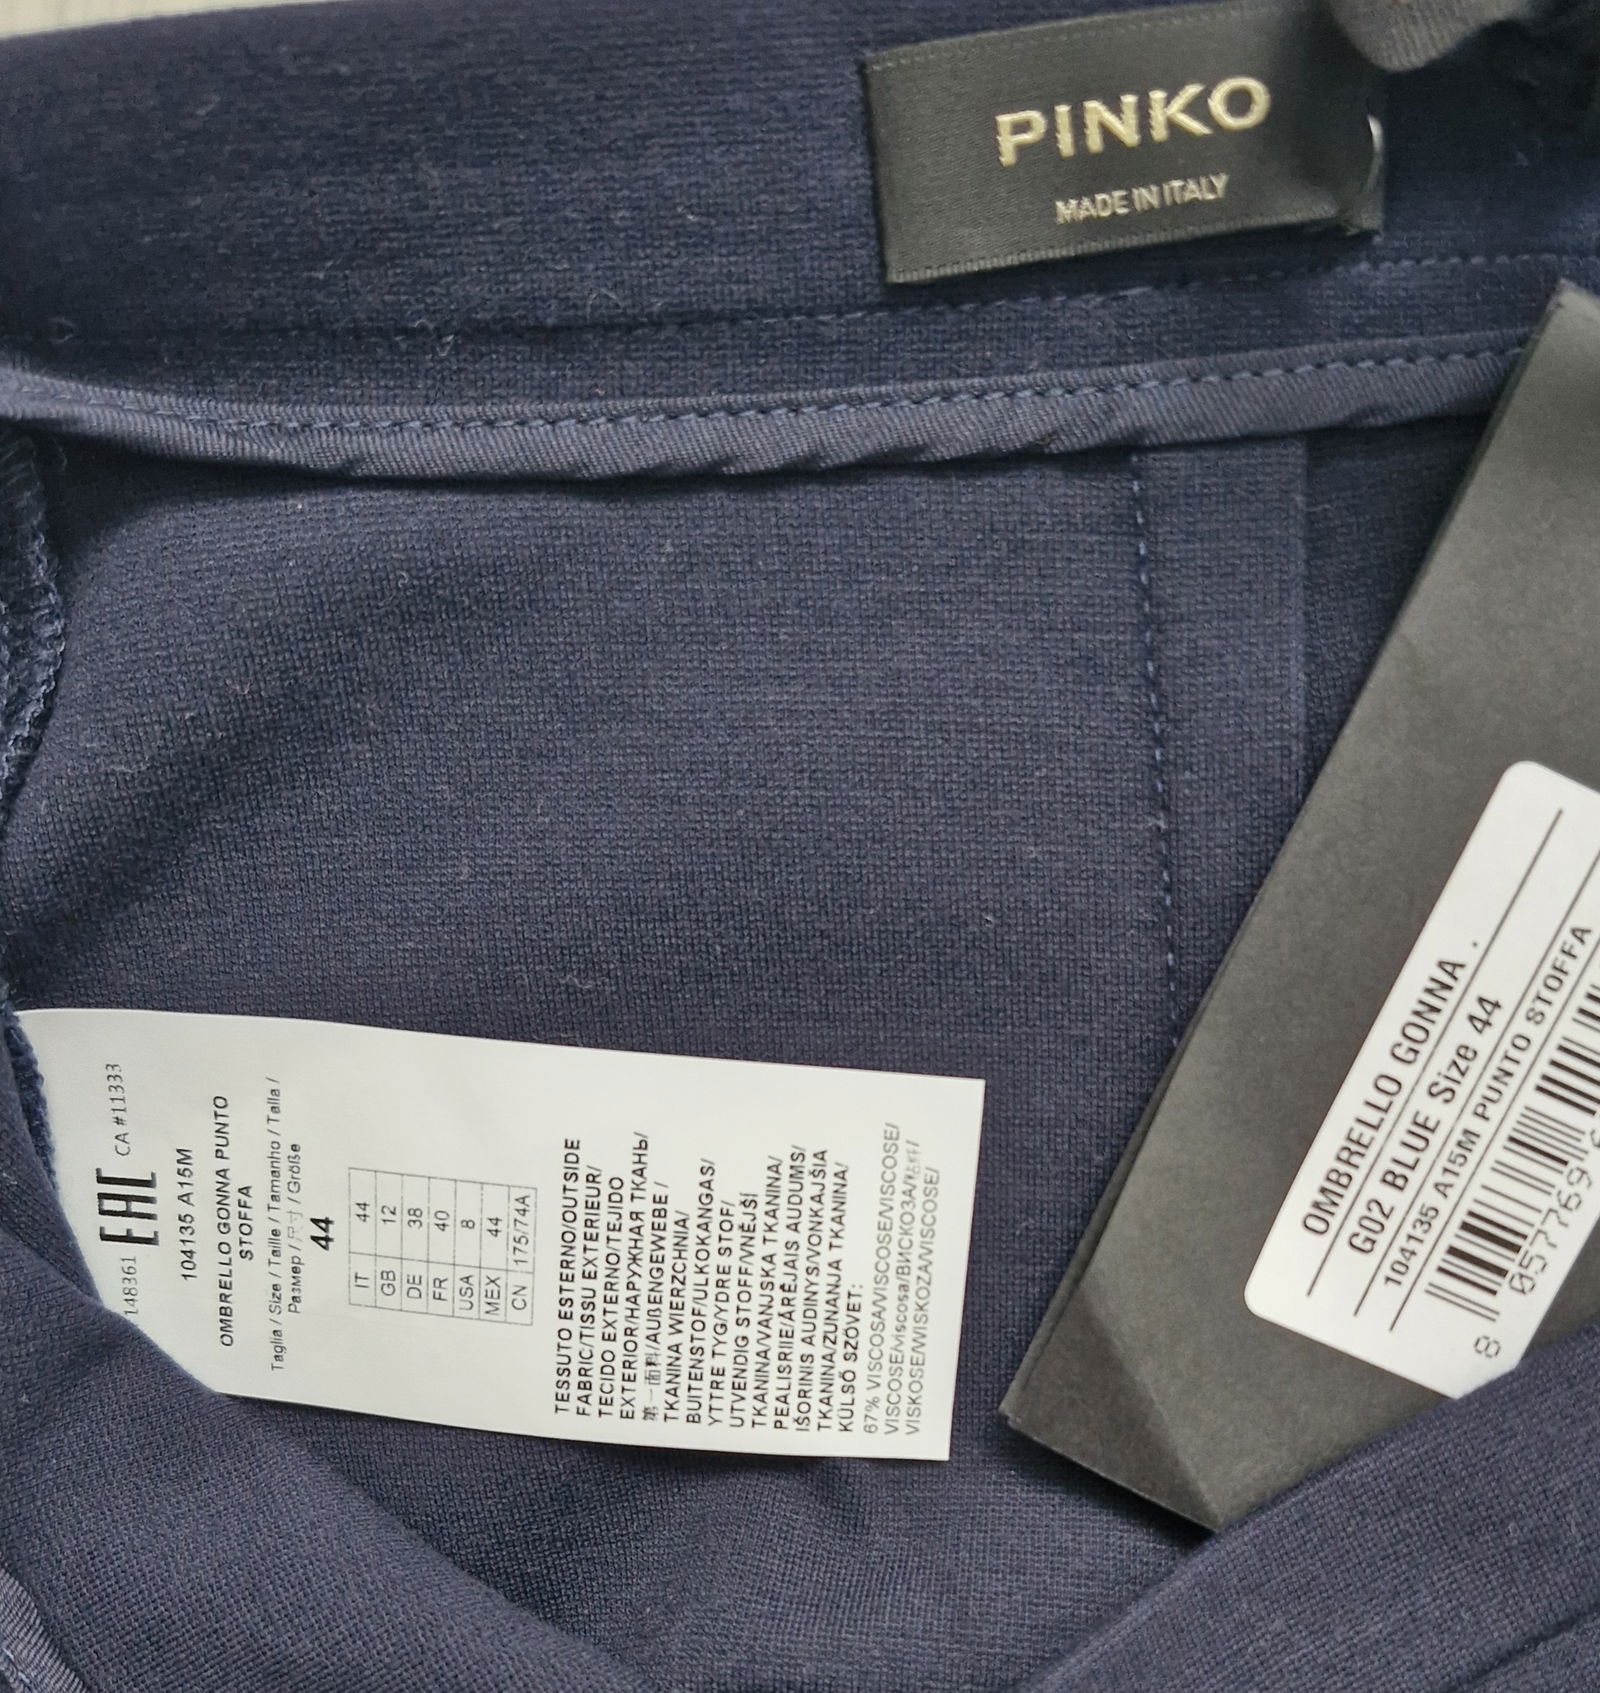 PINKO
MADE IN ITALY
148361 EAC CA #11333
104135 A15M
OMBRELLO GONNA PUNTO
STOFFA
Taglia / Size / Taille / Tamanho / Talla /
Размер / 尺寸 / Größe
44
IT 44
GB 12
DE 38
FR 40
USA 8
MEX 44
CN 175/74A
TESSUTO ESTERNO/OUTSIDE
FABRIC/TISSU EXTERIEUR/
TECIDO EXTERNO/TEJIDO
EXTERIOR/НАРУЖНАЯ ТКАНЬ/
第一面料/AUßENGEWEBE /
TKANINA WIERZCHNIA/
BUITENSTOF/ULKOKANGAS/
YTTRE TYG/YDRE STOF/
UTVENDIG STOFF/VNĚJŠÍ
TKANINA/VANJSKA TKANINA/
PEALISRIIE/ĀRĒJAIS AUDUMS/
IŠORINIS AUDINYS/VONKAJŠIA
TKANINA/ZUNANJA TKANINA/
KÜLSŐ SZÖVET:
67% VISCOSA/VISCOSE/VISCOSE/
VISCOSE/viscosa/ВИСКОЗА/粘纤/
VISKOSE/WISKOZA/VISCOSE/
OMBRELLO GONNA .
G02 BLUE Size 44
104135 A15M PUNTO STOFFA
8 057769